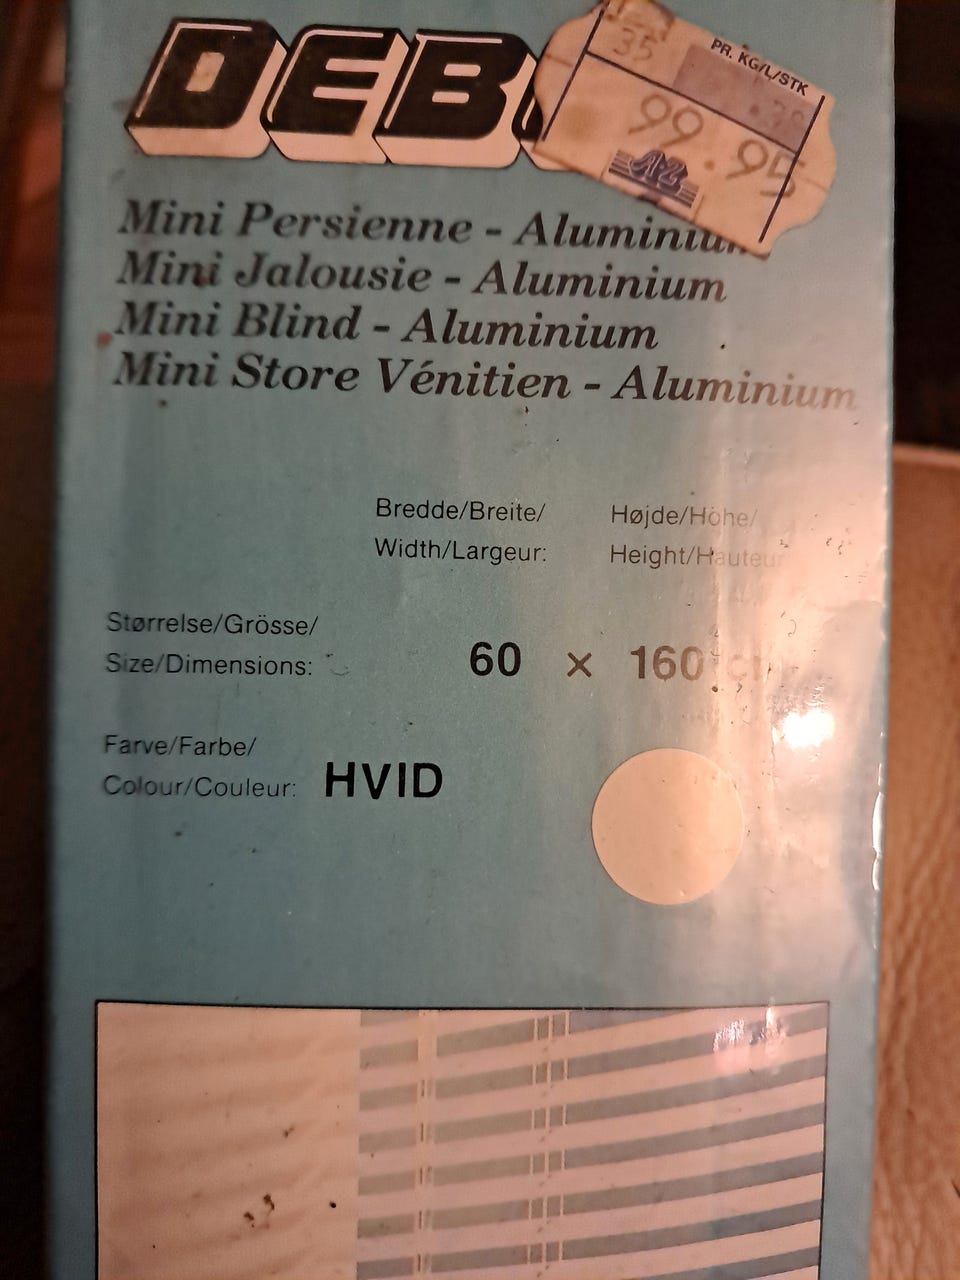 35
PR. KG/L/STK
99.95
AZ
Mini Persienne - Aluminium
Mini Jalousie - Aluminium
Mini Blind - Aluminium
Mini Store Vénitien - Aluminium
Bredde/Breite/ Højde/Höhe/
Width/Largeur: Height/Hauteur
Størrelse/Grösse/
Size/Dimensions: 60 × 160 cm
Farve/Farbe/
Colour/Couleur: HVID